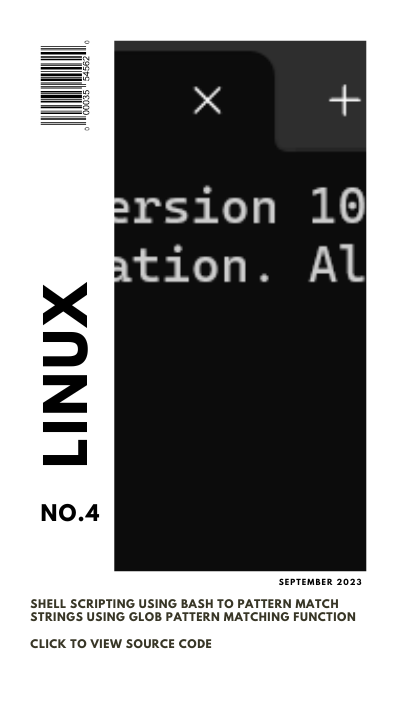 0 00035 54562 0
ersion 10
ation. Al
LINUX
NO.4
SEPTEMBER 2023
SHELL SCRIPTING USING BASH TO PATTERN MATCH
STRINGS USING GLOB PATTERN MATCHING FUNCTION
CLICK TO VIEW SOURCE CODE